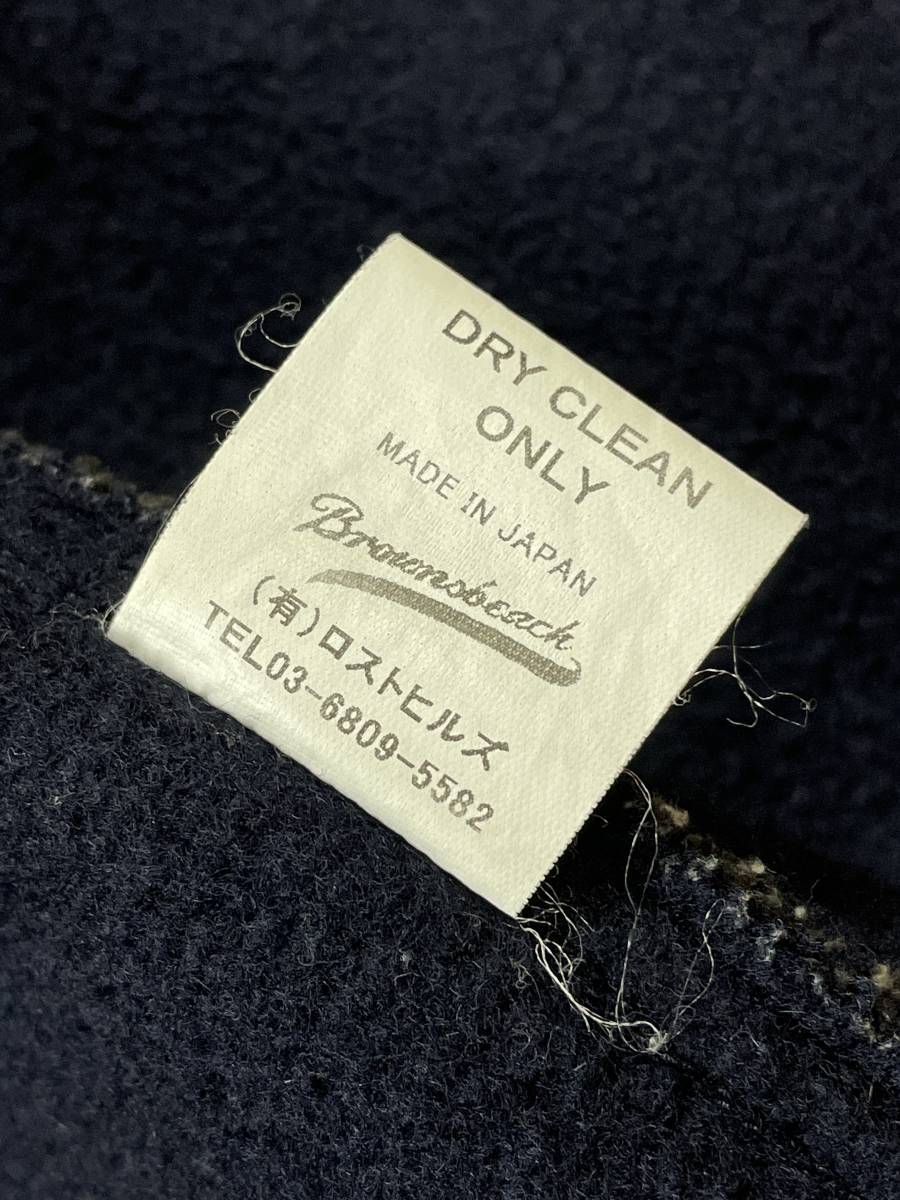 DRY CLEAN
ONLY
MADE IN JAPAN
Brownsbeach
(有)ロストヒルズ
TEL03-6809-5582